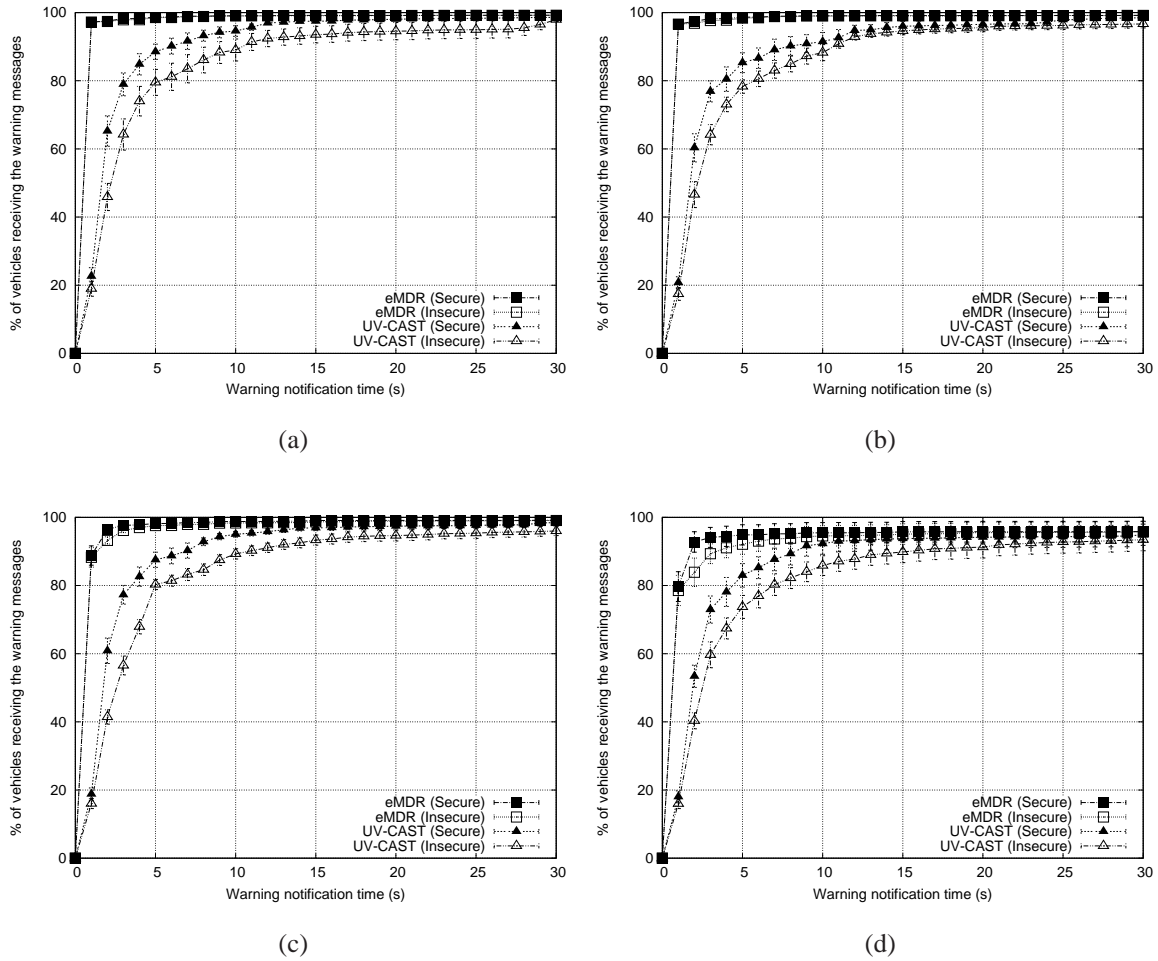 100
80
60
40
20
0
% of vehicles receiving the warning messages
eMDR (Secure)
eMDR (Insecure)
UV-CAST (Secure)
UV-CAST (Insecure)
0 5 10 15 20 25 30
Warning notification time (s)
(a)
100
80
60
40
20
0
% of vehicles receiving the warning messages
eMDR (Secure)
eMDR (Insecure)
UV-CAST (Secure)
UV-CAST (Insecure)
0 5 10 15 20 25 30
Warning notification time (s)
(b)
100
80
60
40
20
0
% of vehicles receiving the warning messages
eMDR (Secure)
eMDR (Insecure)
UV-CAST (Secure)
UV-CAST (Insecure)
0 5 10 15 20 25 30
Warning notification time (s)
(c)
100
80
60
40
20
0
% of vehicles receiving the warning messages
eMDR (Secure)
eMDR (Insecure)
UV-CAST (Secure)
UV-CAST (Insecure)
0 5 10 15 20 25 30
Warning notification time (s)
(d)